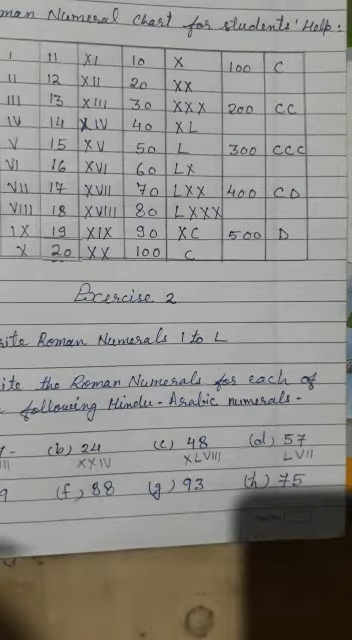 man Numeral Chart for students' Help:
I 11 XI 10 X 100 C
II 12 XII 20 XX
III 13 XIII 30 XXX 200 CC
IV 14 XIV 40 XL
V 15 XV 50 L 300 CCC
VI 16 XVI 60 LX
VII 17 XVII 70 LXX 400 CD
VIII 18 XVIII 80 LXXX
IX 19 XIX 90 XC 500 D
X 20 XX 100 C
Exercise 2
rite Roman Numerals 1 to L
ite the Roman Numerals for each of
following Hindu-Arabic numerals-
(b) 24 (c) 48 (d) 57
III XXIV XLVIII LVII
9 (f) 88 (g) 93 (h) 75